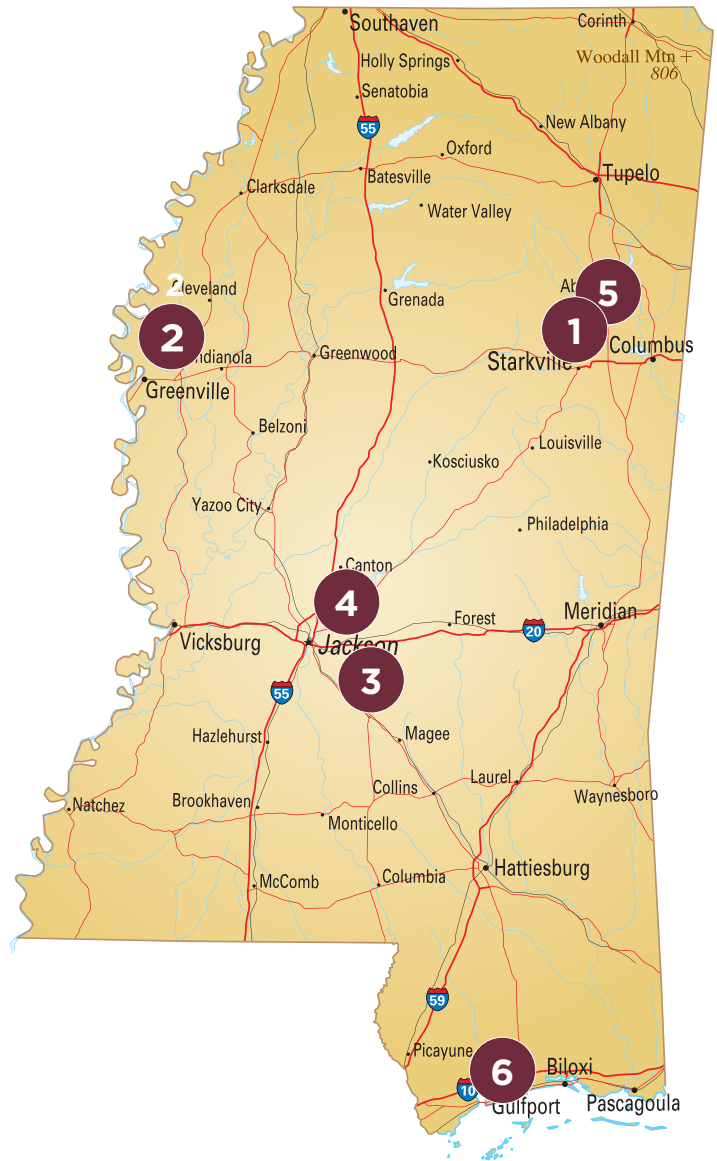 Southaven
Corinth
Woodall Mtn +
806
Holly Springs
Senatobia
55
New Albany
Oxford
Batesville
Tupelo
Clarksdale
Water Valley
2
Cleveland
Ab
5
Grenada
1
2
Indianola
Greenwood
Columbus
Starkville
Greenville
Belzoni
Louisville
Kosciusko
Yazoo City
Philadelphia
Canton
4
Forest
Meridian
20
Vicksburg
Jackson
3
55
Hazlehurst
Magee
Laurel
Collins
Waynesboro
Natchez
Brookhaven
Monticello
Hattiesburg
McComb
Columbia
59
Picayune
6
Biloxi
10
Gulfport
Pascagoula